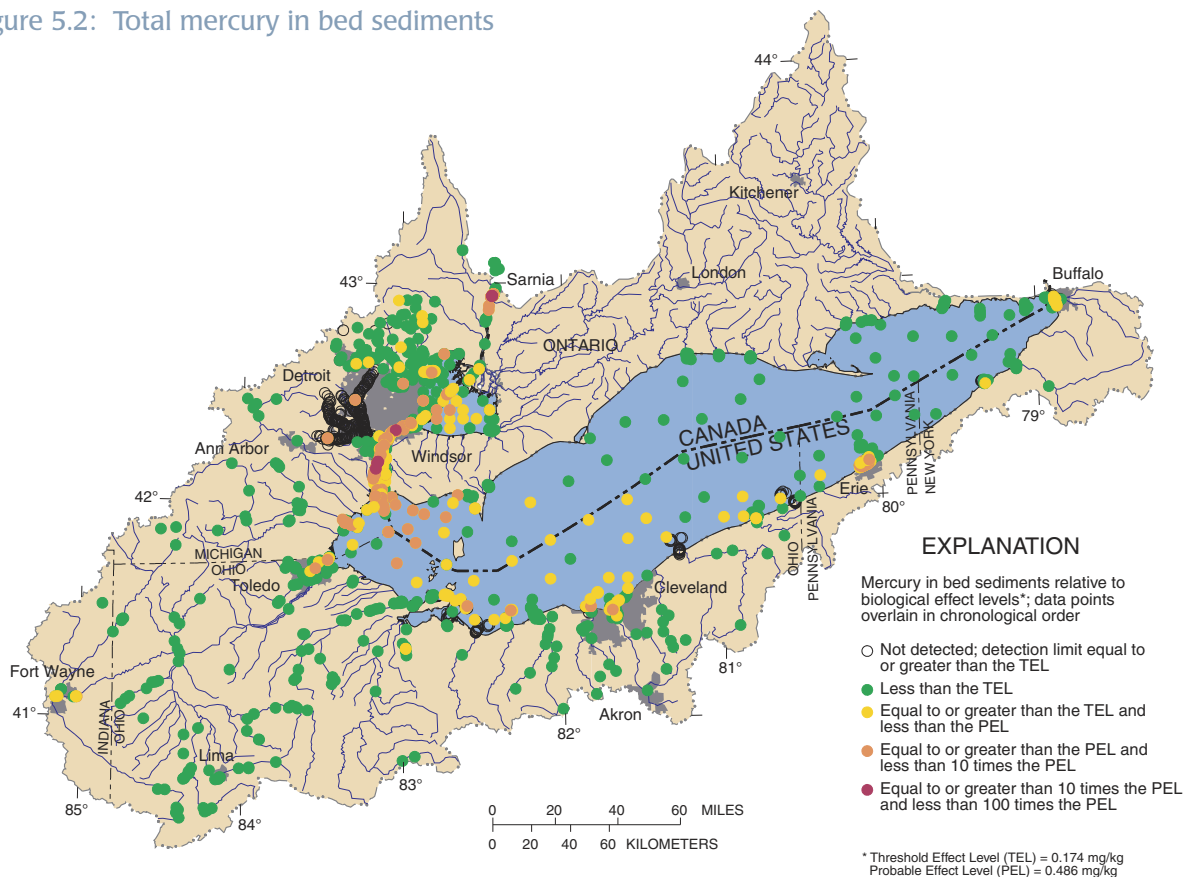 gure 5.2: Total mercury in bed sediments
44°
Kitchener
43°
Sarnia
London
Buffalo
ONTARIO
Detroit
79°
CANADA
UNITED STATES
PENNSYLVANIA
NEW YORK
Ann Arbor
Windsor
Erie
80°
42°
OHIO
PENNSYLVANIA
MICHIGAN
OHIO
Toledo
Cleveland
81°
Fort Wayne
41°
Akron
82°
INDIANA
OHIO
Lima
83°
85°
84°
EXPLANATION
Mercury in bed sediments relative to
biological effect levels*; data points
overlain in chronological order
Not detected; detection limit equal to
or greater than the TEL
Less than the TEL
Equal to or greater than the TEL and
less than the PEL
Equal to or greater than the PEL and
less than 10 times the PEL
Equal to or greater than 10 times the PEL
and less than 100 times the PEL
0 20 40 60 MILES
0 20 40 60 KILOMETERS
* Threshold Effect Level (TEL) = 0.174 mg/kg
Probable Effect Level (PEL) = 0.486 mg/kg